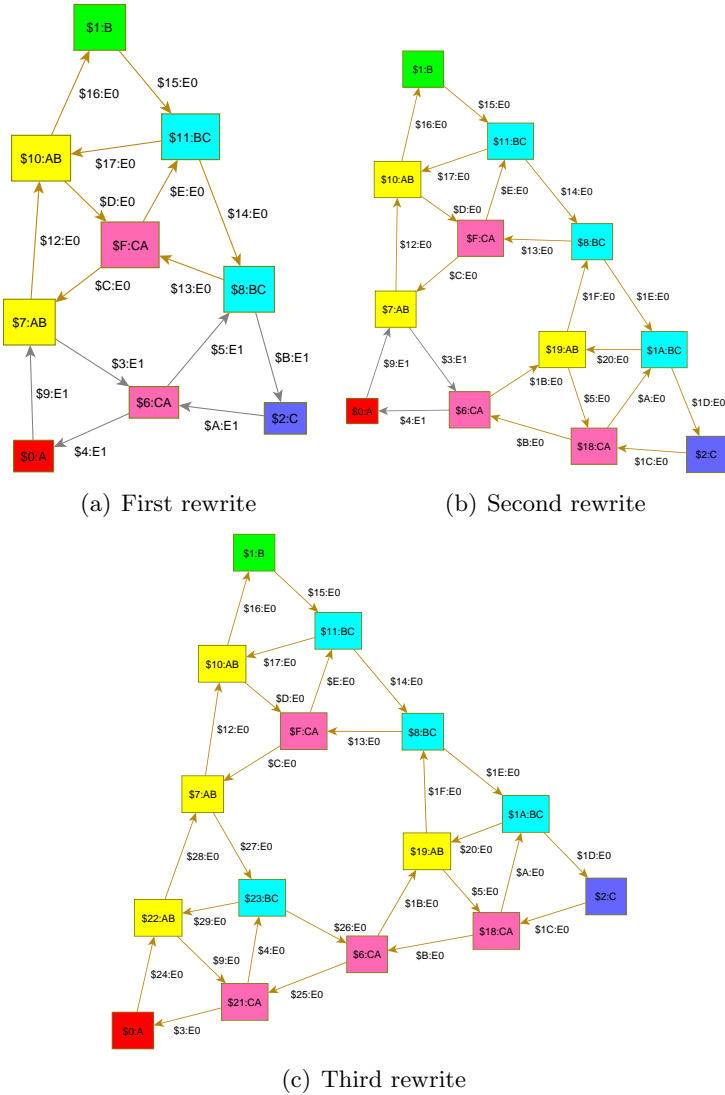 $1:B
$15:E0
$16:E0
$11:BC
$10:AB
$17:E0
$D:E0
$E:E0
$14:E0
$12:E0
$F:CA
$C:E0
$13:E0
$8:BC
$7:AB
$3:E1
$5:E1
$B:E1
$9:E1
$6:CA
$A:E1
$2:C
$4:E1
$0:A
(a) First rewrite
$1:B
$15:E0
$16:E0
$11:BC
$10:AB
$17:E0
$E:E0
$14:E0
$D:E0
$12:E0
$F:CA
$8:BC
$13:E0
$C:E0
$7:AB
$1F:E0
$1E:E0
$3:E1
$19:AB
$1A:BC
$20:E0
$9:E1
$1B:E0
$5:E0
$A:E0
$1D:E0
$0:A
$6:CA
$4:E1
$B:E0
$18:CA
$2:C
$1C:E0
(b) Second rewrite
$1:B
$15:E0
$16:E0
$11:BC
$10:AB
$17:E0
$14:E0
$D:E0
$E:E0
$12:E0
$F:CA
$8:BC
$13:E0
$C:E0
$1E:E0
$7:AB
$1F:E0
$1A:BC
$27:E0
$20:E0
$28:E0
$19:AB
$1D:E0
$A:E0
$23:BC
$5:E0
$2:C
$1B:E0
$22:AB
$29:E0
$26:E0
$18:CA
$1C:E0
$9:E0
$4:E0
$6:CA
$B:E0
$24:E0
$21:CA
$25:E0
$0:A
$3:E0
(c) Third rewrite